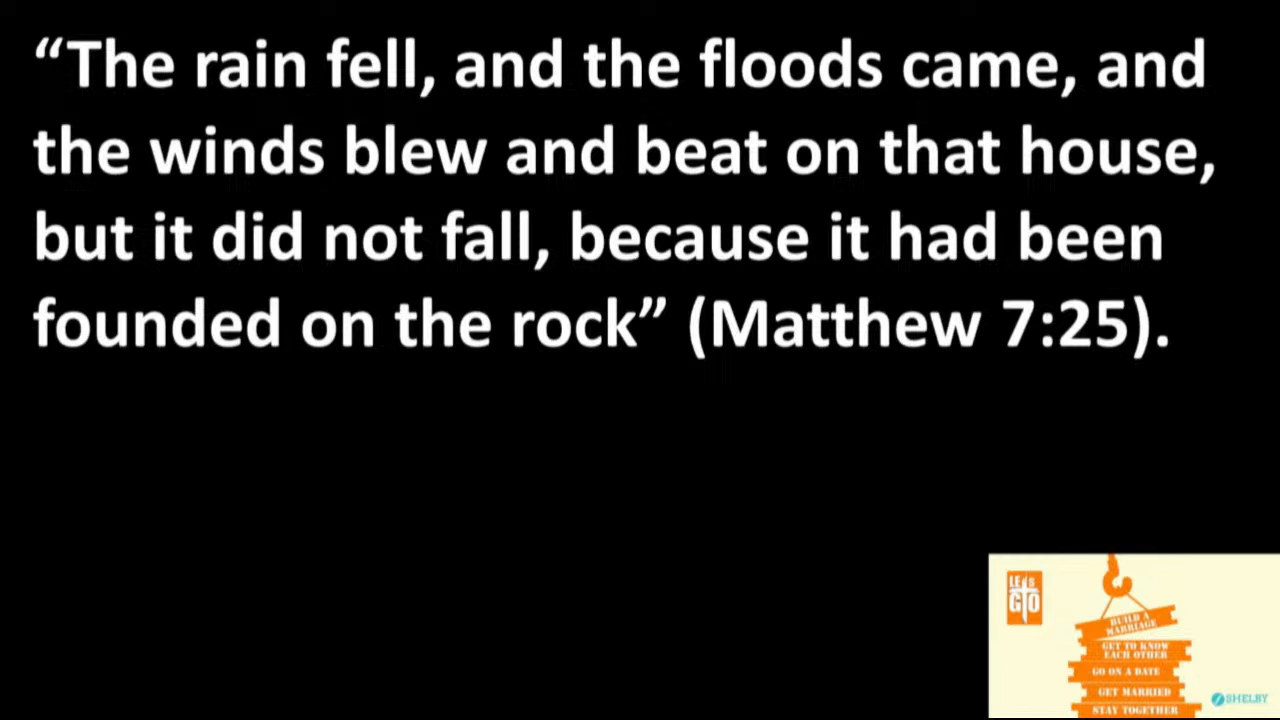 “The rain fell, and the floods came, and
the winds blew and beat on that house,
but it did not fall, because it had been
founded on the rock” (Matthew 7:25).
LET'S
GO
BUILD A
MARRIAGE
GET TO KNOW
EACH OTHER
GO ON A DATE
GET MARRIED
STAY TOGETHER
SHELBY